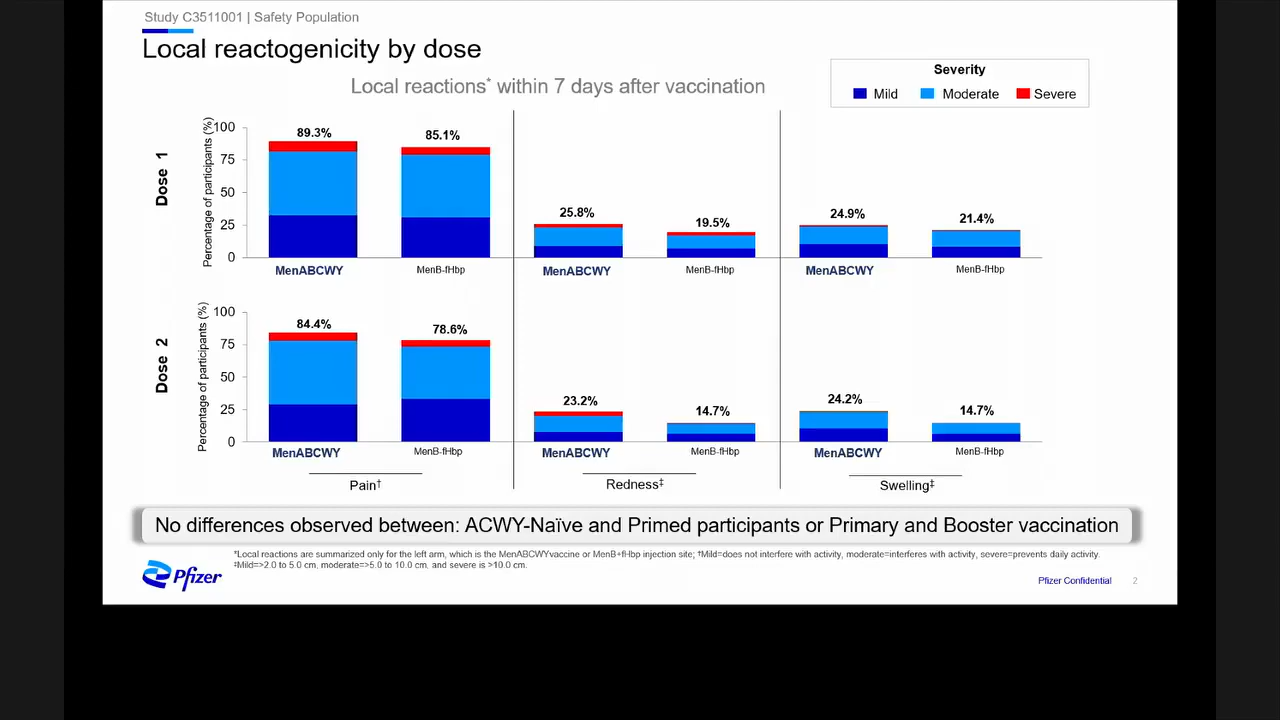 Study C3511001 | Safety Population
Local reactogenicity by dose
Local reactions* within 7 days after vaccination
Severity
Mild Moderate Severe
Dose 1
Percentage of participants (%)
100
75
50
25
0
89.3%
85.1%
25.8%
19.5%
24.9%
21.4%
MenABCWY MenB-fHbp MenABCWY MenB-fHbp MenABCWY MenB-fHbp
Dose 2
Percentage of participants (%)
100
75
50
25
0
84.4%
78.6%
23.2%
14.7%
24.2%
14.7%
MenABCWY MenB-fHbp MenABCWY MenB-fHbp MenABCWY MenB-fHbp
Pain† Redness‡ Swelling‡
No differences observed between: ACWY-Naïve and Primed participants or Primary and Booster vaccination
*Local reactions are summarized only for the left arm, which is the MenABCWYvaccine or MenB+fHbp injection site; †Mild=does not interfere with activity, moderate=interferes with activity, severe=prevents daily activity.
‡Mild=>2.0 to 5.0 cm, moderate=>5.0 to 10.0 cm, and severe is >10.0 cm.
Pfizer
Pfizer Confidential 2